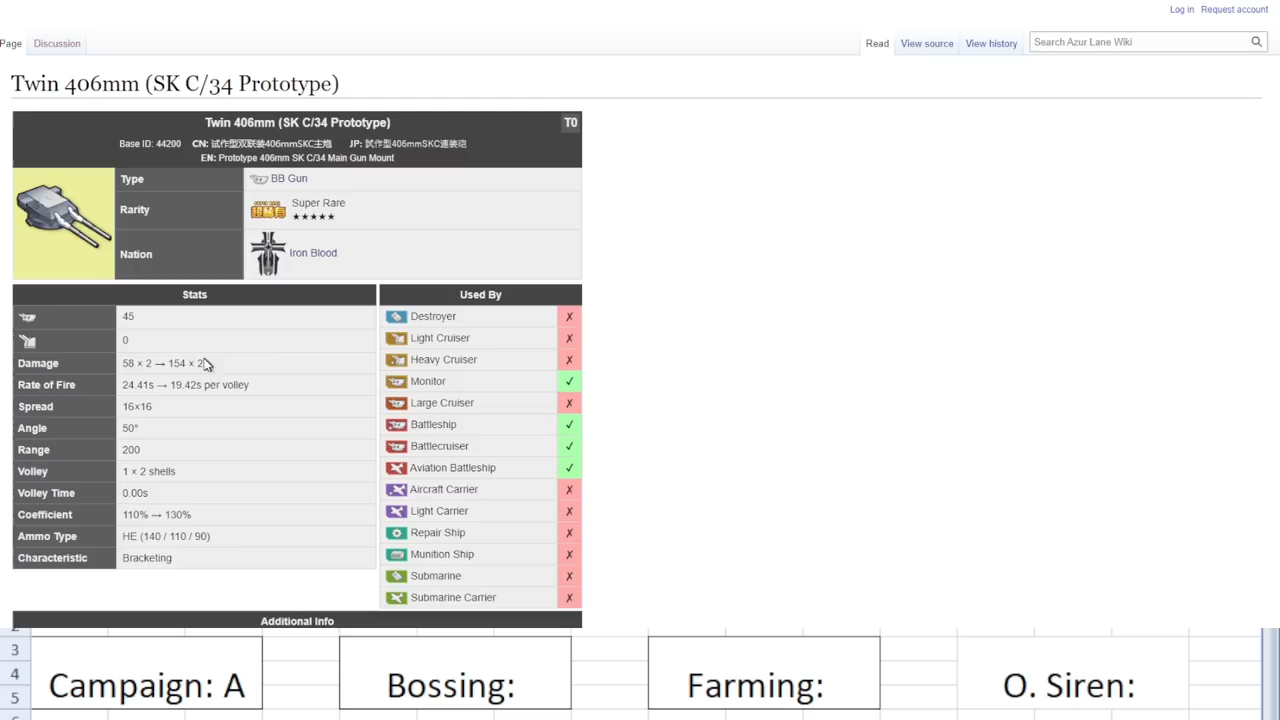 Log in Request account
Page Discussion Read View source View history Search Azur Lane Wiki
Twin 406mm (SK C/34 Prototype)
Twin 406mm (SK C/34 Prototype) T0
Base ID: 44200 CN: 试作型双联装406mmSKC主炮 JP: 試作型406mmSKC連装砲
EN: Prototype 406mm SK C/34 Main Gun Mount
Type BB Gun
Rarity Super Rare
★★★★★
Nation Iron Blood
Stats
45
0
Damage 58 × 2 → 154 × 2
Rate of Fire 24.41s → 19.42s per volley
Spread 16×16
Angle 50°
Range 200
Volley 1 × 2 shells
Volley Time 0.00s
Coefficient 110% → 130%
Ammo Type HE (140 / 110 / 90)
Characteristic Bracketing
Used By
Destroyer ✗
Light Cruiser ✗
Heavy Cruiser ✗
Monitor ✓
Large Cruiser ✗
Battleship ✓
Battlecruiser ✓
Aviation Battleship ✓
Aircraft Carrier ✗
Light Carrier ✗
Repair Ship ✗
Munition Ship ✗
Submarine ✗
Submarine Carrier ✗
Additional Info
3
4
5
Campaign: A Bossing: Farming: O. Siren: